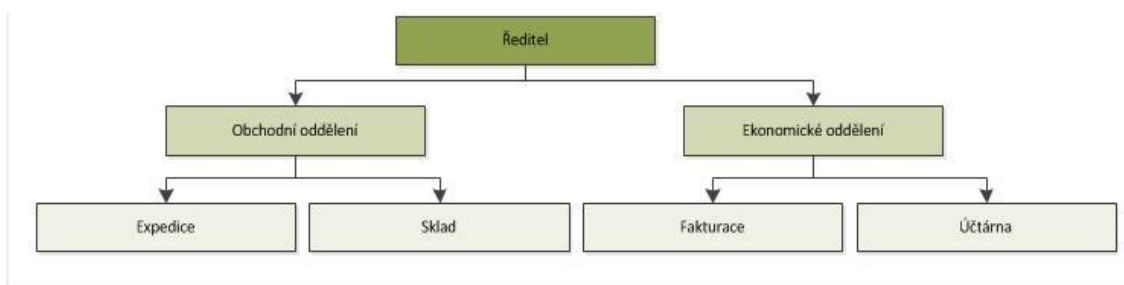 Ředitel
Obchodní oddělení
Ekonomické oddělení
Expedice
Sklad
Fakturace
Účtárna